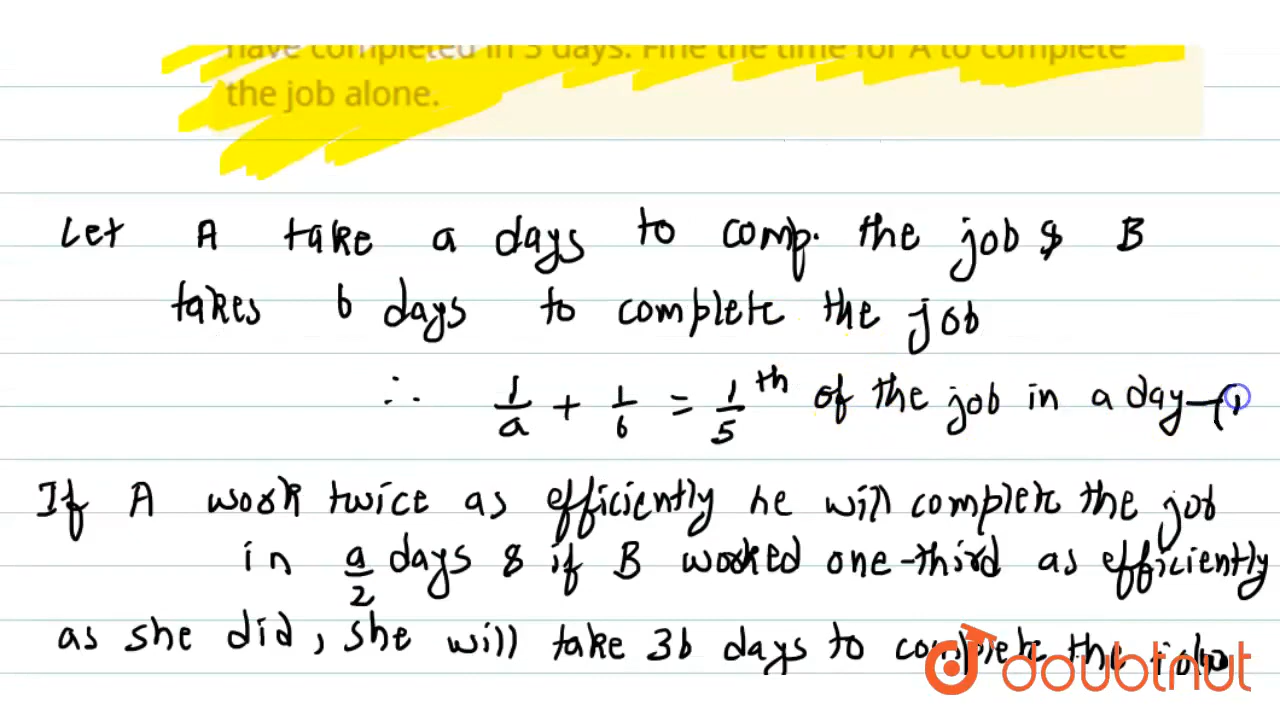 have completed in 3 days. Fine the time for A to complete
the job alone.
Let A take a days to comp. the job & B
takes b days to complete the job
∴ 1/a + 1/b = 1/5 th of the job in a day —(1
If A work twice as efficiently he will complete the job
in a/2 days & if B worked one-third as efficiently
as she did, she will take 3b days to complete the job
doubtnut